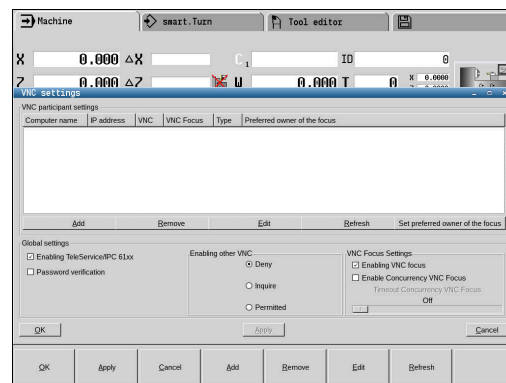 Machine
smart.Turn
Tool editor
X 0.000 ΔX
C 1
ID 0
Z 0.000 ΔZ
W 0.000 T 0
X 0.0000
VNC settings
VNC participant settings
Computer name IP address VNC VNC Focus Type Preferred owner of the focus
Add Remove Edit Refresh Set preferred owner of the focus
Global settings
Enabling TeleService/IPC 61xx
Password verification
Enabling other VNC
Deny
Inquire
Permitted
VNC Focus Settings
Enabling VNC focus
Enable Concurrency VNC Focus
Timeout Concurrency VNC Focus
Off
OK Apply Cancel
OK Apply Cancel Add Remove Edit Refresh